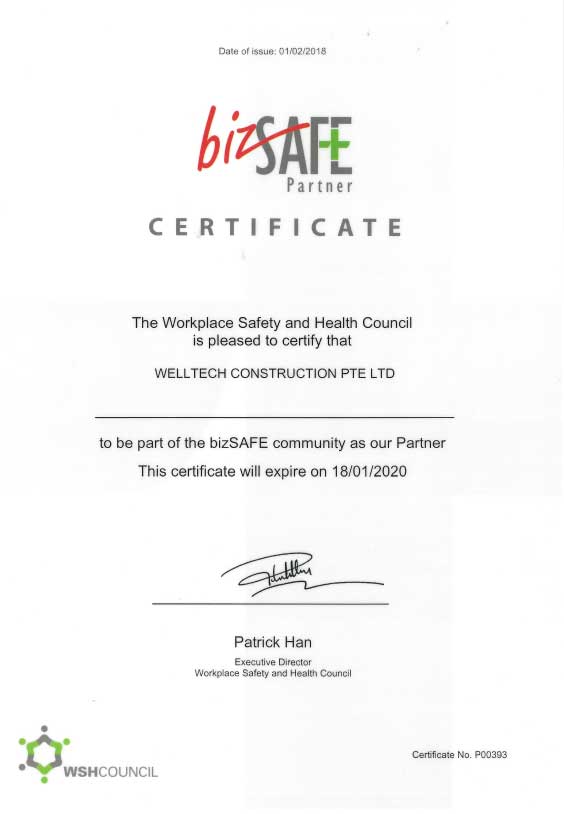 Date of issue: 01/02/2018
bizSAFE
Partner
CERTIFICATE
The Workplace Safety and Health Council
is pleased to certify that
WELLTECH CONSTRUCTION PTE LTD
to be part of the bizSAFE community as our Partner
This certificate will expire on 18/01/2020
Patrick Han
Executive Director
Workplace Safety and Health Council
Certificate No. P00393
WSHCOUNCIL